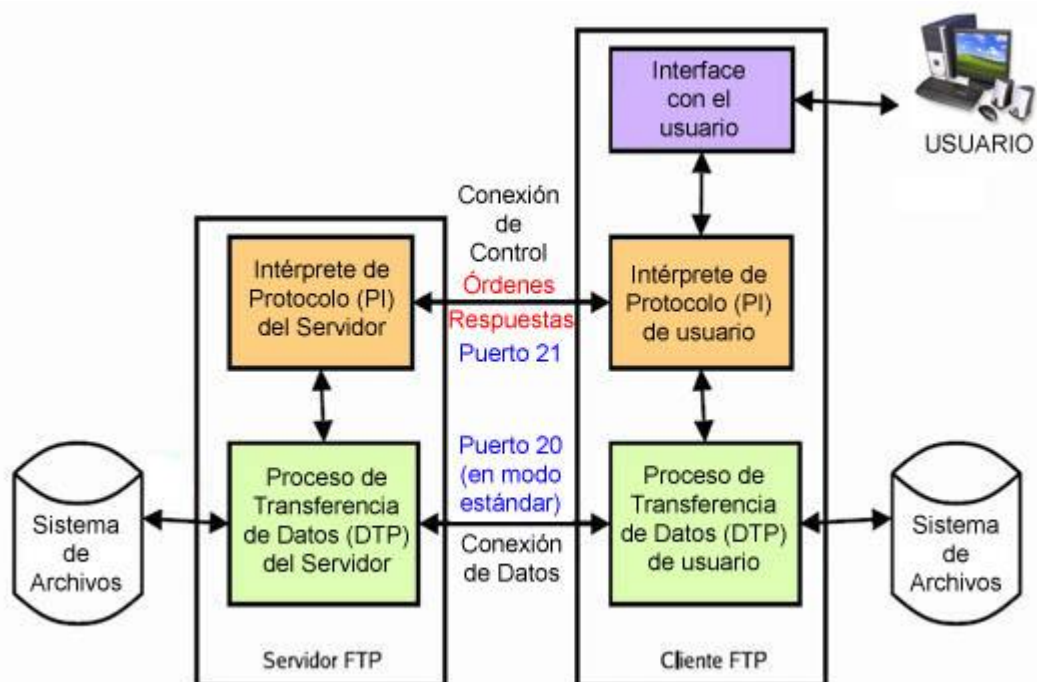 Interface
con el
usuario
USUARIO
Conexión
de
Control
Órdenes
Respuestas
Puerto 21
Intérprete de
Protocolo (PI)
del Servidor
Intérprete de
Protocolo (PI)
de usuario
Puerto 20
(en modo
estándar)
Conexión
de Datos
Sistema
de
Archivos
Proceso de
Transferencia
de Datos (DTP)
del Servidor
Proceso de
Transferencia
de Datos (DTP)
de usuario
Sistema
de
Archivos
Servidor FTP
Cliente FTP